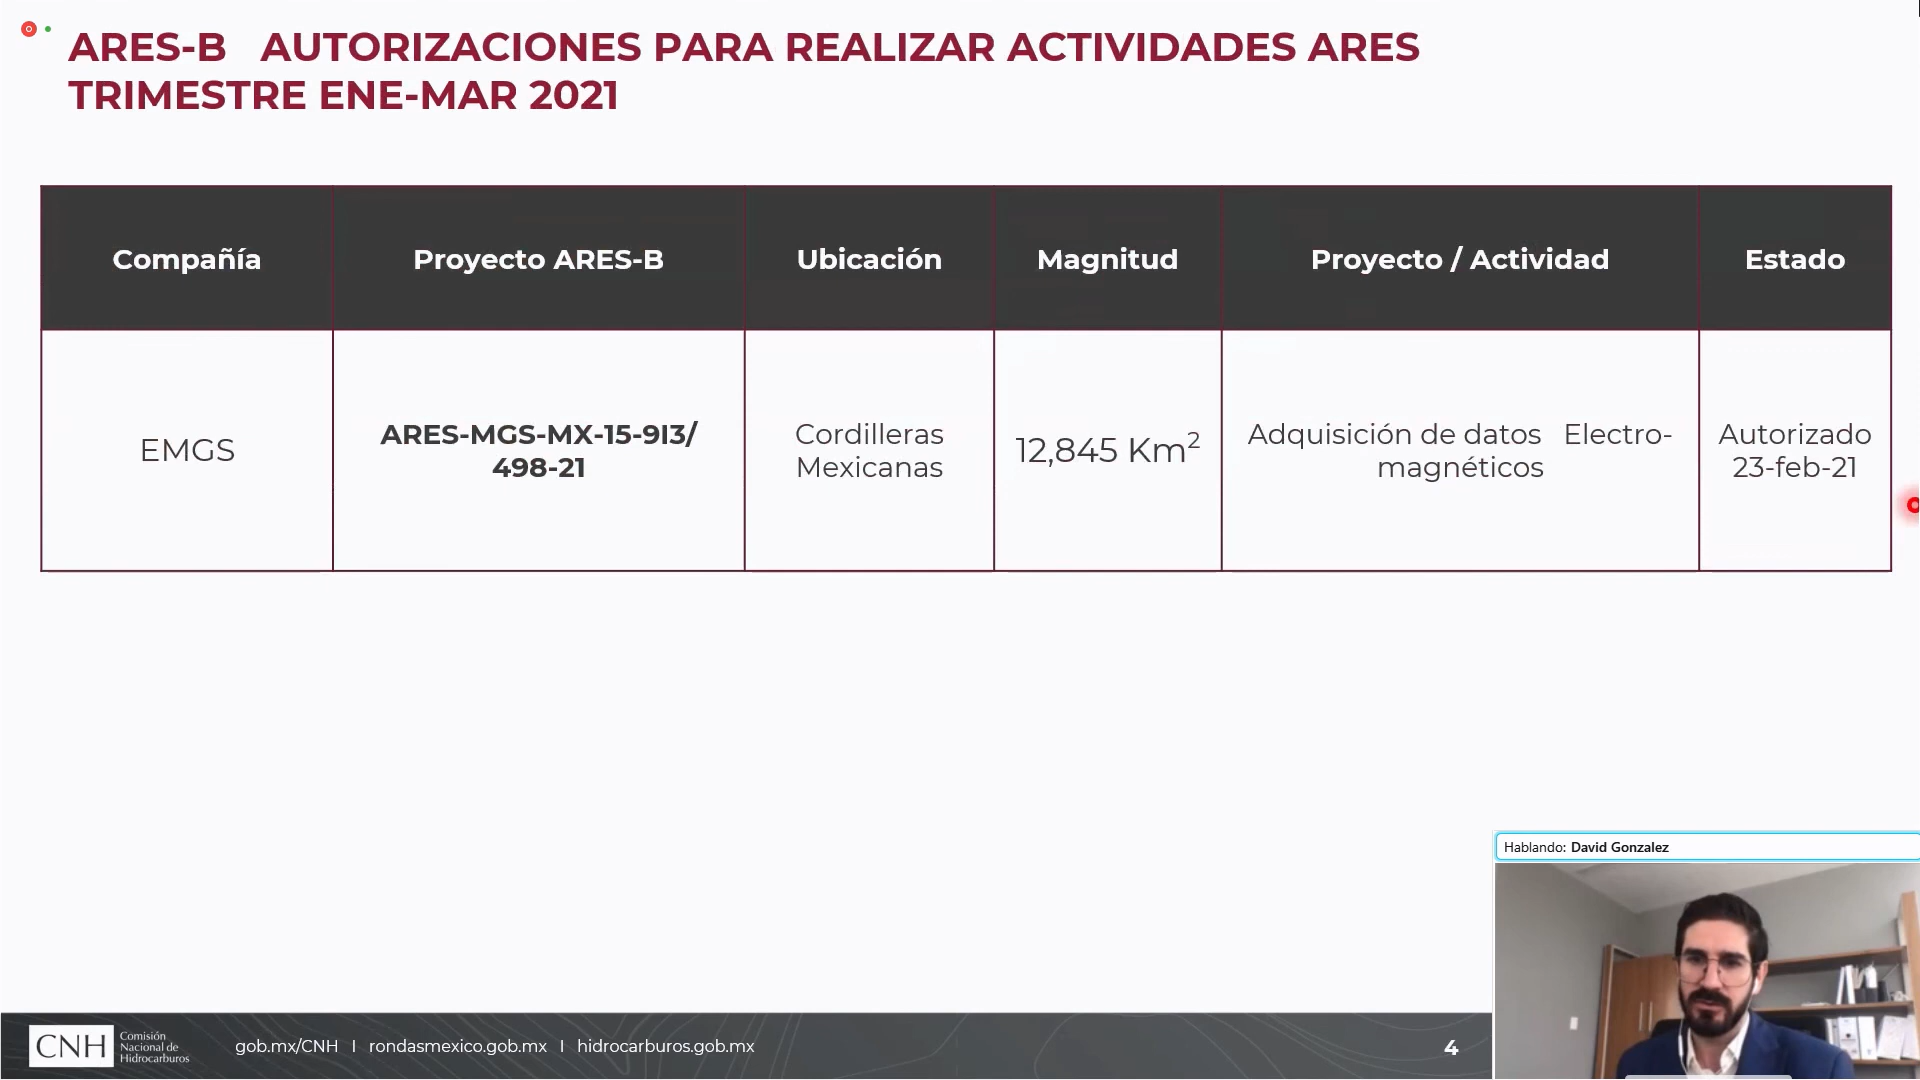 ARES-B AUTORIZACIONES PARA REALIZAR ACTIVIDADES ARES
TRIMESTRE ENE-MAR 2021
Compañía
Proyecto ARES-B
Ubicación
Magnitud
Proyecto / Actividad
Estado
EMGS
ARES-MGS-MX-15-9I3/
498-21
Cordilleras
Mexicanas
12,845 Km²
Adquisición de datos Electro-
magnéticos
Autorizado
23-feb-21
Hablando: David Gonzalez
CNH
Comisión
Nacional de
Hidrocarburos
gob.mx/CNH I rondasmexico.gob.mx I hidrocarburos.gob.mx
4